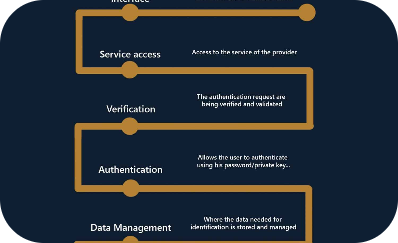 Interface
Service access
Access to the service of the provider
The authentication request are
being verified and validated
Verification
Allows the user to authenticate
using his password/private key...
Authentication
Where the data needed for
identification is stored and managed
Data Management